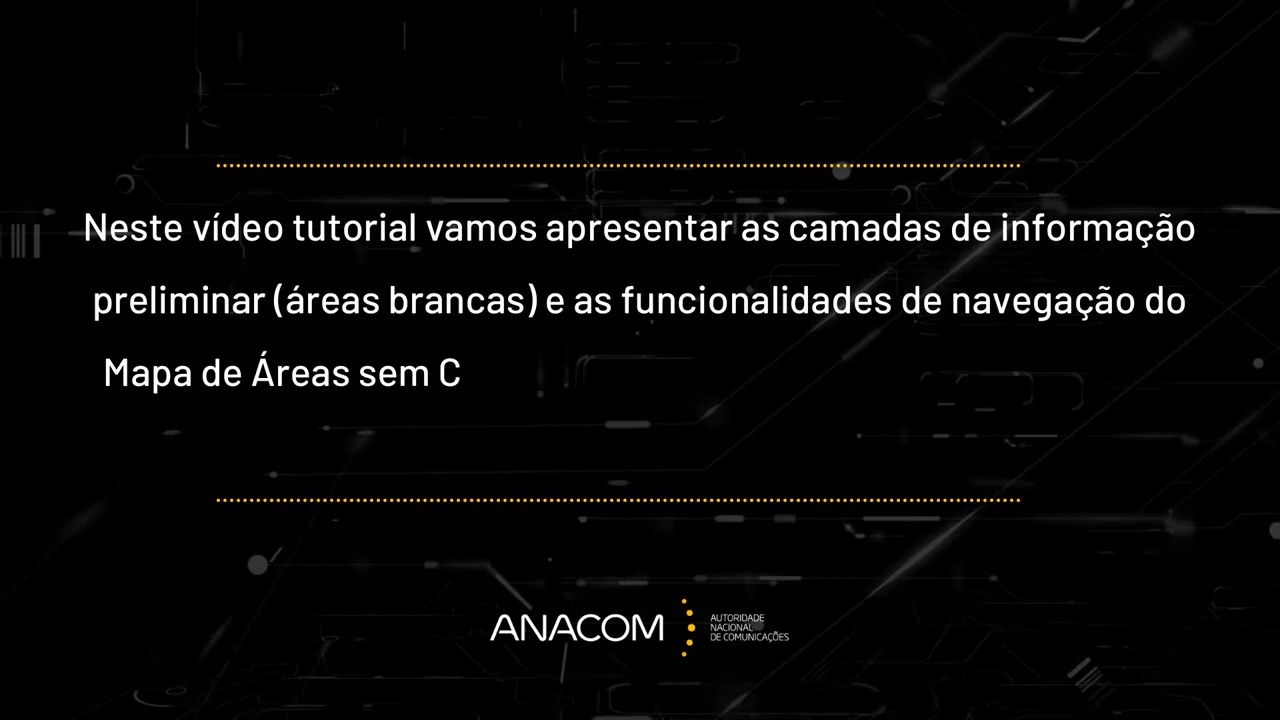 Neste vídeo tutorial vamos apresentar as camadas de informação
preliminar (áreas brancas) e as funcionalidades de navegação do
Mapa de Áreas sem C
ANACOM
AUTORIDADE
NACIONAL
DE COMUNICAÇÕES